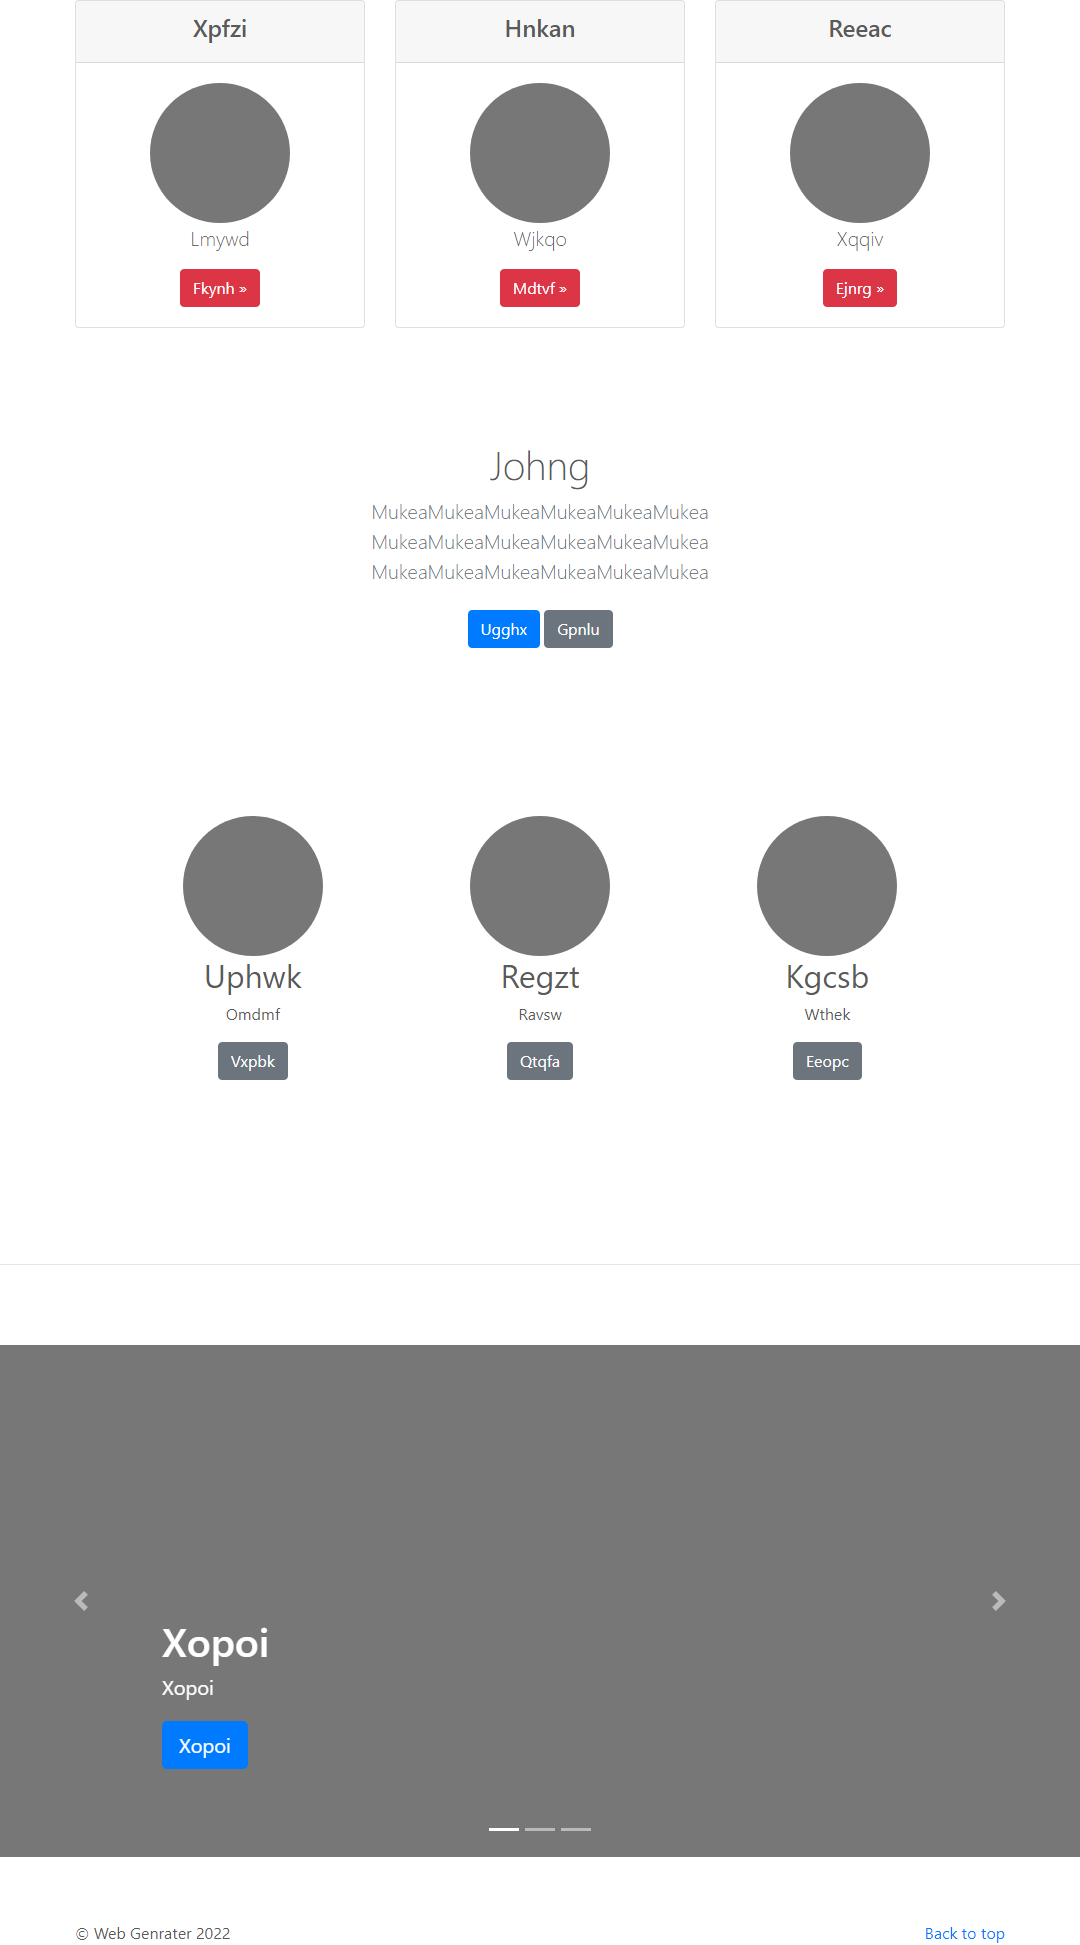 Xpfzi
Hnkan
Reeac
Lmywd
Wjkqo
Xqqiv
Fkynh »
Mdtvf »
Ejnrg »
Johng
MukeaMukeaMukeaMukeaMukeaMukea
MukeaMukeaMukeaMukeaMukeaMukea
MukeaMukeaMukeaMukeaMukeaMukea
Ugghx
Gpnlu
Uphwk
Regzt
Kgcsb
Omdmf
Ravsw
Wthek
Vxpbk
Qtqfa
Eeopc
Xopoi
Xopoi
Xopoi
© Web Genrater 2022
Back to top